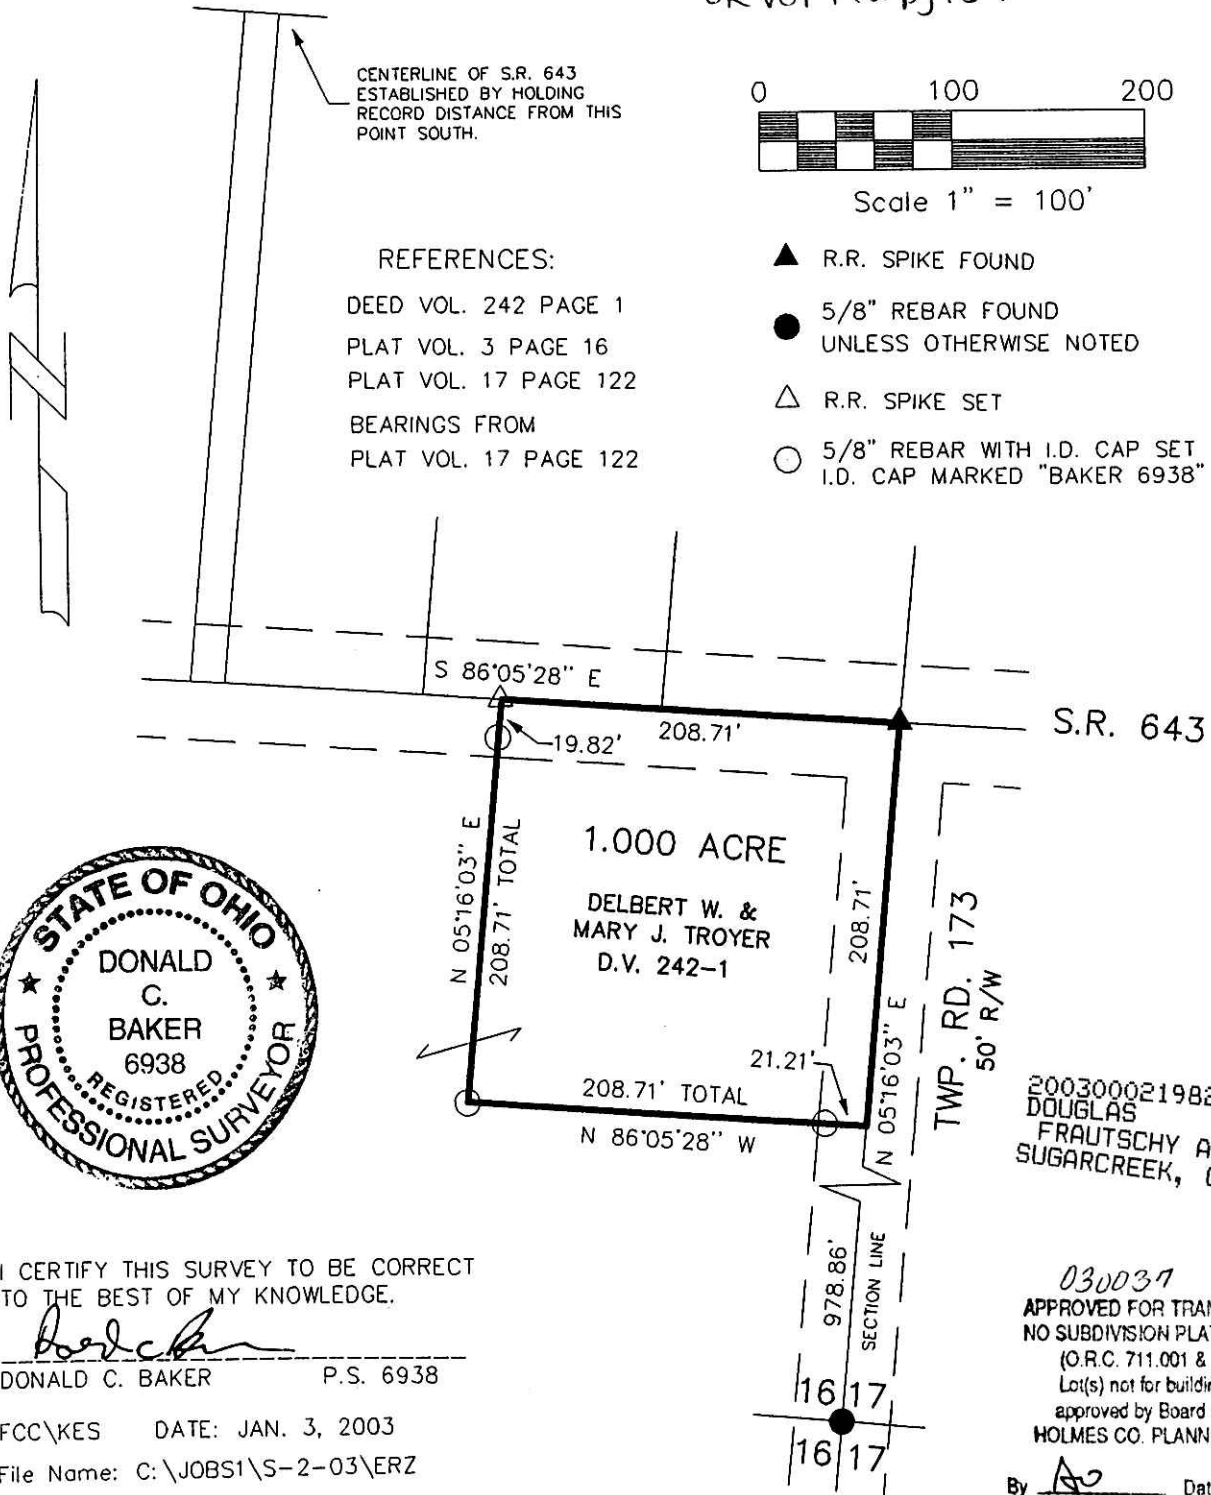 CENTERLINE OF S.R. 643
ESTABLISHED BY HOLDING
RECORD DISTANCE FROM THIS
POINT SOUTH.
0 100 200
Scale 1" = 100'
REFERENCES:
DEED VOL. 242 PAGE 1
PLAT VOL. 3 PAGE 16
PLAT VOL. 17 PAGE 122
BEARINGS FROM
PLAT VOL. 17 PAGE 122
R.R. SPIKE FOUND
5/8" REBAR FOUND
UNLESS OTHERWISE NOTED
R.R. SPIKE SET
5/8" REBAR WITH I.D. CAP SET
I.D. CAP MARKED "BAKER 6938"
N
S 86°05'28" E
208.71'
S.R. 643
19.82'
N 05°16'03" E
208.71' TOTAL
1.000 ACRE
DELBERT W. &
MARY J. TROYER
D.V. 242-1
208.71'
N 05°16'03" E
TWP. RD. 173
50' R/W
21.21'
208.71' TOTAL
N 86°05'28" W
978.86'
SECTION LINE
16 17
16 17
STATE OF OHIO
DONALD
C.
BAKER
6938
REGISTERED
PROFESSIONAL SURVEYOR
I CERTIFY THIS SURVEY TO BE CORRECT
TO THE BEST OF MY KNOWLEDGE.
DONALD C. BAKER P.S. 6938
FCC\KES DATE: JAN. 3, 2003
File Name: C:\JOBS1\S-2-03\ERZ
200300021982
DOUGLAS
FRAUTSCHY A
SUGARCREEK,
030037
APPROVED FOR TRAN
NO SUBDIVISION PLAT
(O.R.C. 711.001 &
Lot(s) not for buildin
approved by Board
HOLMES CO. PLANN
By Dat